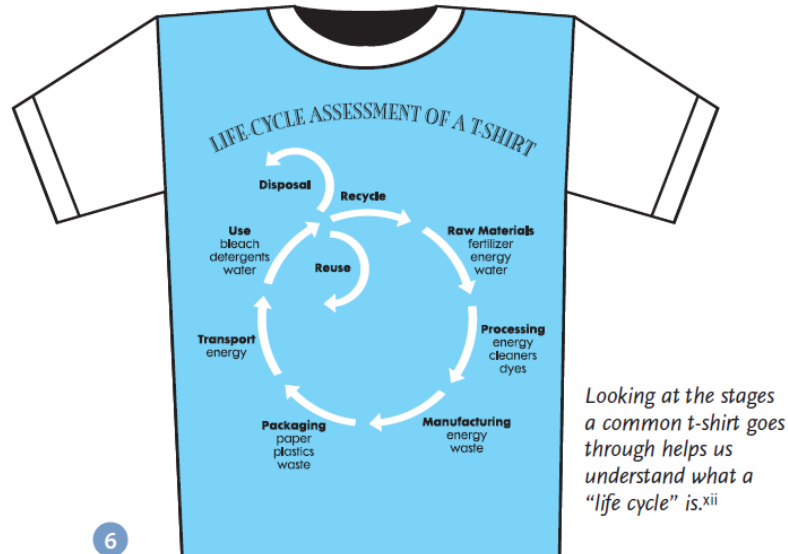 LIFE-CYCLE ASSESSMENT OF A T-SHIRT
Disposal
Recycle
Use
bleach
detergents
water
Reuse
Raw Materials
fertilizer
energy
water
Transport
energy
Processing
energy
cleaners
dyes
Packaging
paper
plastics
waste
Manufacturing
energy
waste
Looking at the stages
a common t-shirt goes
through helps us
understand what a
“life cycle” is.xii
6